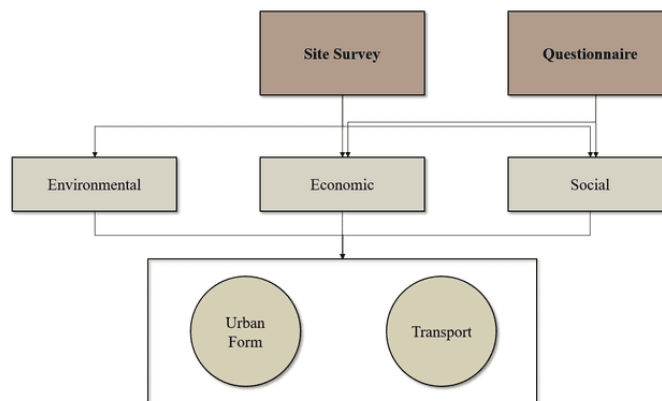 Site Survey
Questionnaire
Environmental
Economic
Social
Urban
Form
Transport